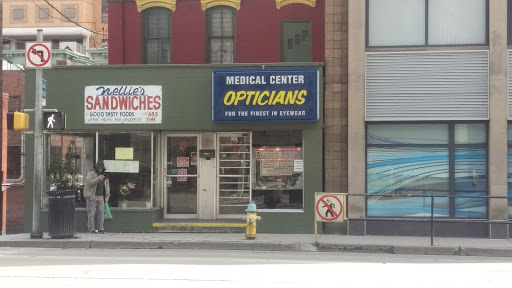 Nellie's
SANDWICHES
GOOD TASTY FOODS
MEDICAL CENTER
OPTICIANS
FOR THE FINEST IN EYEWEAR